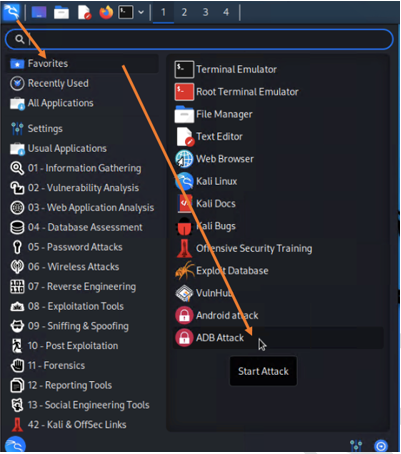 1 2 3 4
Favorites
Recently Used
All Applications
Settings
Usual Applications
01 - Information Gathering
02 - Vulnerability Analysis
03 - Web Application Analysis
04 - Database Assessment
05 - Password Attacks
06 - Wireless Attacks
07 - Reverse Engineering
08 - Exploitation Tools
09 - Sniffing & Spoofing
10 - Post Exploitation
11 - Forensics
12 - Reporting Tools
13 - Social Engineering Tools
42 - Kali & OffSec Links
Terminal Emulator
Root Terminal Emulator
File Manager
Text Editor
Web Browser
Kali Linux
Kali Docs
Kali Bugs
Offensive Security Training
Exploit Database
VulnHub
Android attack
ADB Attack
Start Attack